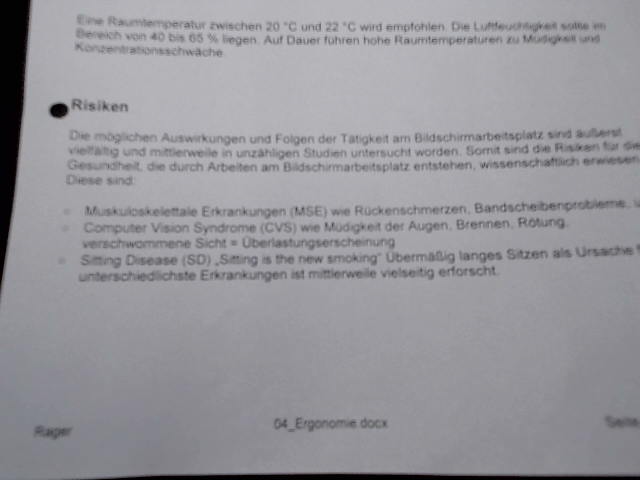 Eine Raumtemperatur zwischen 20 °C und 22 °C wird empfohlen. Die Luftfeuchtigkeit sollte im
Bereich von 40 bis 65 % liegen. Auf Dauer führen hohe Raumtemperaturen zu Müdigkeit und
Konzentrationsschwäche.
Risiken
Die möglichen Auswirkungen und Folgen der Tätigkeit am Bildschirmarbeitsplatz sind äußerst
vielfältig und mittlerweile in unzähligen Studien untersucht worden. Somit sind die Risiken für die
Gesundheit, die durch Arbeiten am Bildschirmarbeitsplatz entstehen, wissenschaftlich erwiesen
Diese sind:
Muskuloskelettale Erkrankungen (MSE) wie Rückenschmerzen, Bandscheibenprobleme,
Computer Vision Syndrome (CVS) wie Müdigkeit der Augen, Brennen, Rötung,
verschwommene Sicht = Überlastungserscheinung
Sitting Disease (SD) „Sitting is the new smoking“ Übermäßig langes Sitzen als Ursache
unterschiedlichste Erkrankungen ist mittlerweile vielseitig erforscht.
Rager 04_Ergonomie.docx Seite